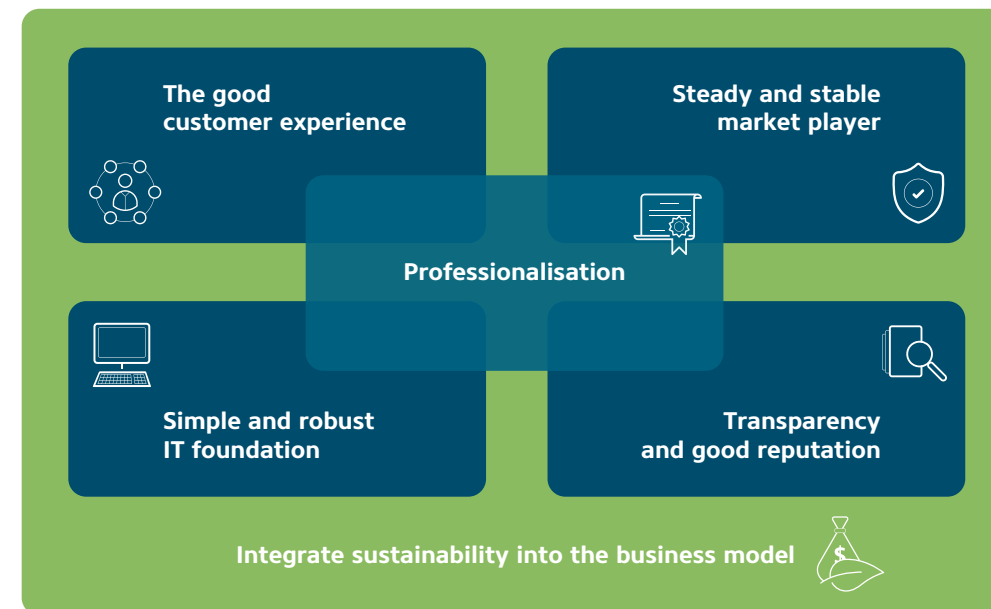 The good
customer experience
Steady and stable
market player
Professionalisation
Simple and robust
IT foundation
Transparency
and good reputation
Integrate sustainability into the business model
$